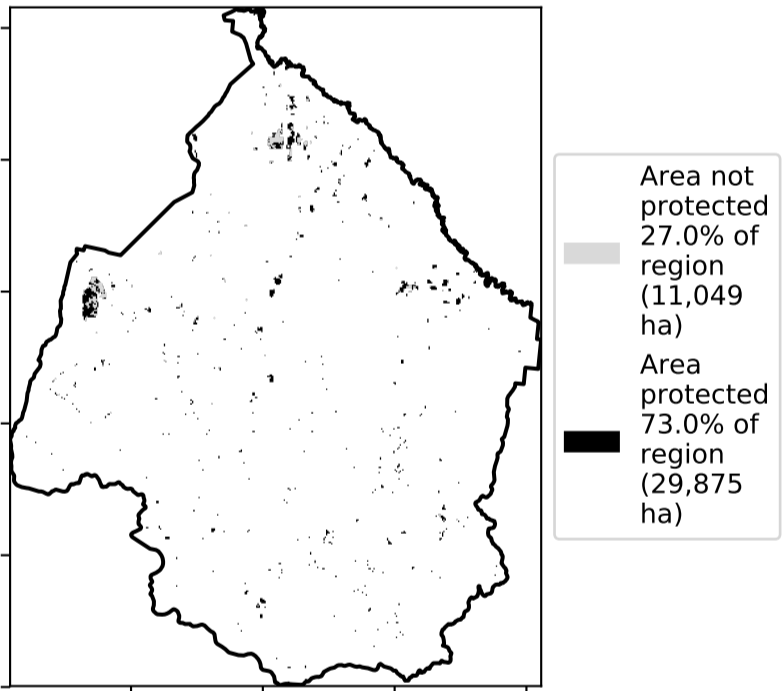 Area not
protected
27.0% of
region
(11,049
ha)
Area
protected
73.0% of
region
(29,875
ha)